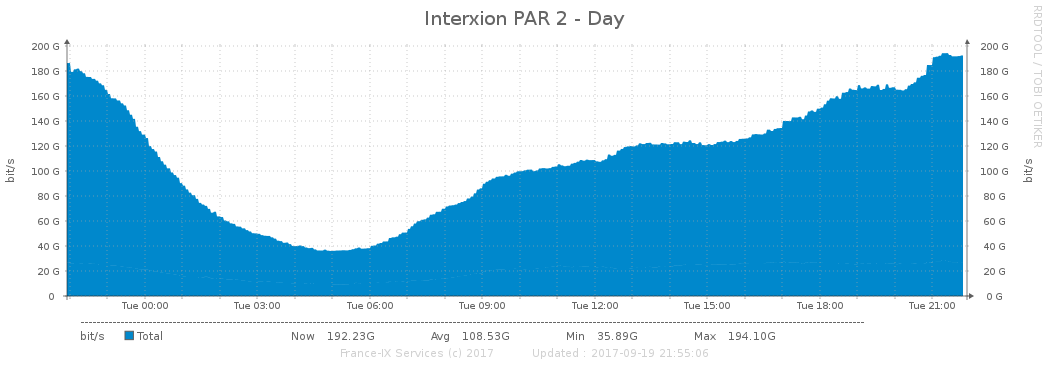 Interxion PAR 2 - Day
RRDTOOL / TOBI OETIKER
200 G 200 G
180 G 180 G
160 G 160 G
140 G 140 G
120 G 120 G
100 G 100 G
80 G 80 G
60 G 60 G
40 G 40 G
20 G 20 G
0 0 G
bit/s bit/s
Tue 00:00 Tue 03:00 Tue 06:00 Tue 09:00 Tue 12:00 Tue 15:00 Tue 18:00 Tue 21:00
bit/s Total Now 192.23G Avg 108.53G Min 35.89G Max 194.10G
France-IX Services (c) 2017 Updated : 2017-09-19 21:55:06